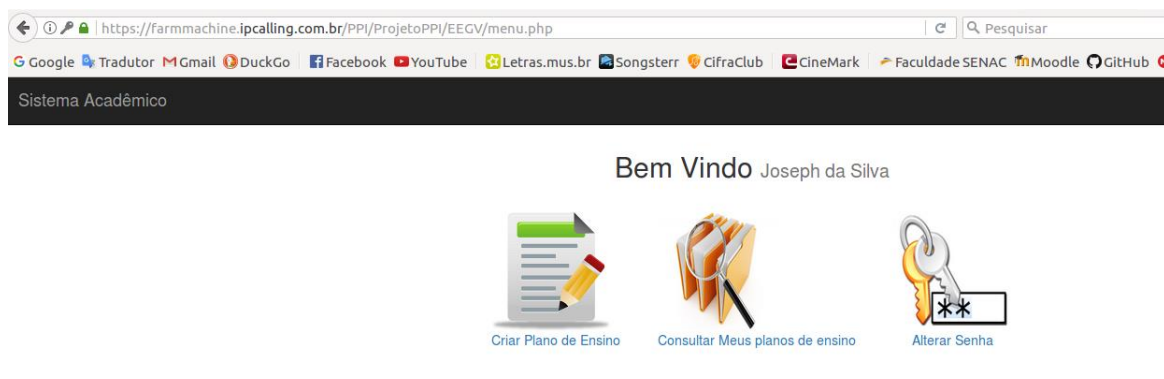 https://farmmachine.ipcalling.com.br/PPI/ProjetoPPI/EEGV/menu.php Pesquisar
Google Tradutor Gmail DuckGo Facebook YouTube Letras.mus.br Songsterr CifraClub CineMark Faculdade SENAC Moodle GitHub
Sistema Acadêmico
Bem Vindo Joseph da Silva
**
Criar Plano de Ensino Consultar Meus planos de ensino Alterar Senha